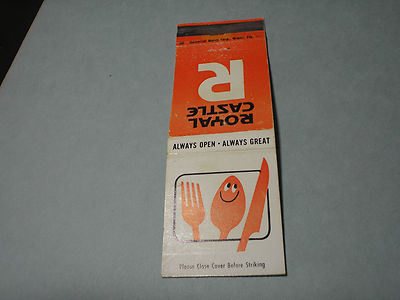 R
ROYAL
CASTLE
ALWAYS OPEN • ALWAYS GREAT
Please Close Cover Before Striking